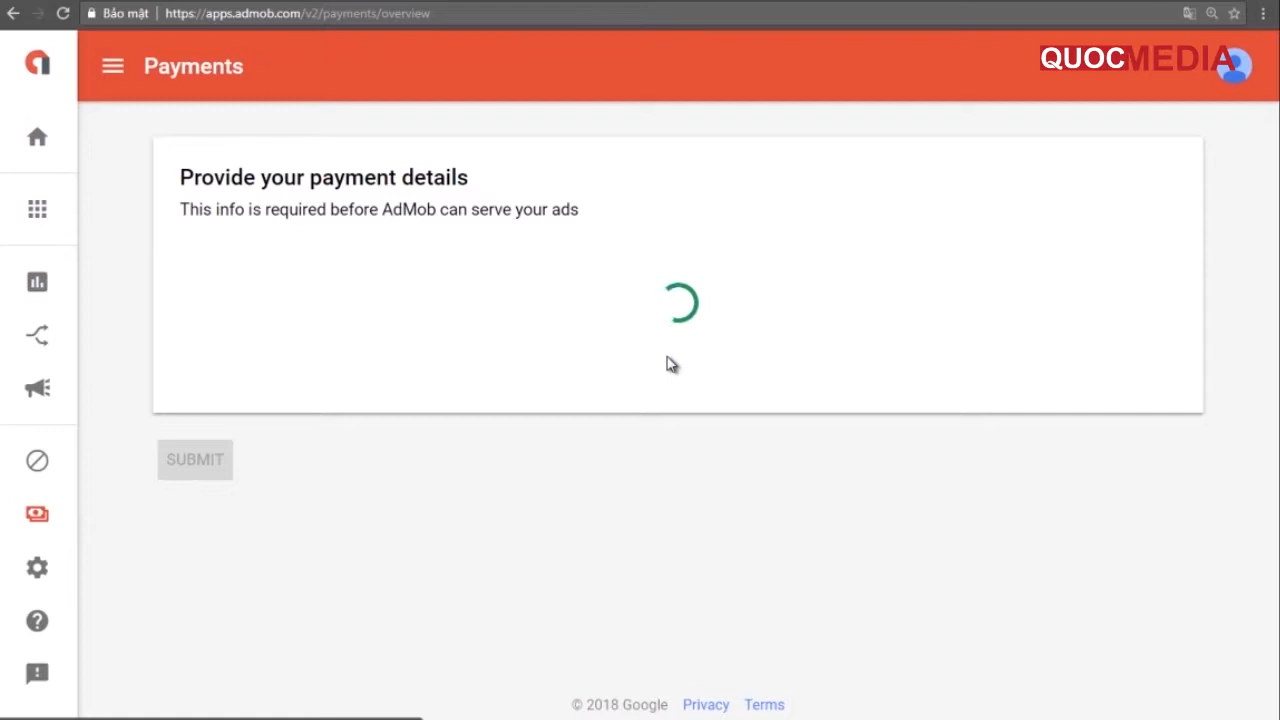 Bảo mật | https://apps.admob.com/v2/payments/overview
Payments
QUOCMEDIA
Provide your payment details
This info is required before AdMob can serve your ads
SUBMIT
© 2018 Google Privacy Terms